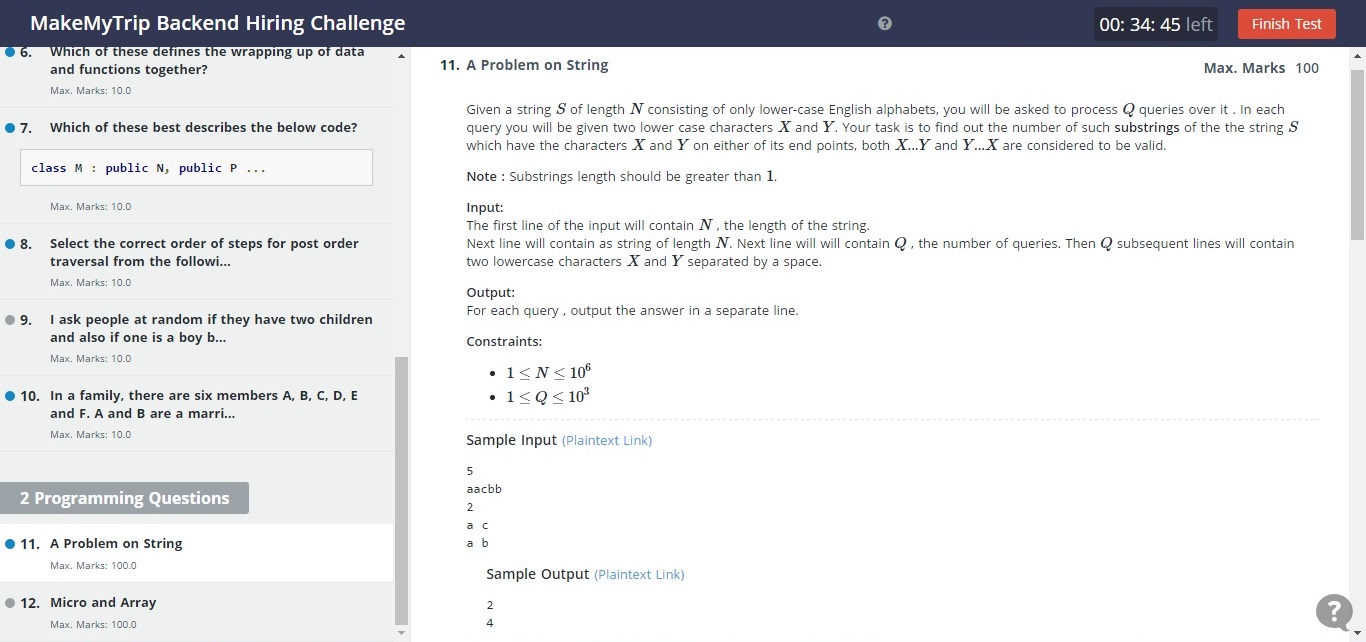 MakeMyTrip Backend Hiring Challenge
?
00: 34: 45 left
Finish Test
6. Which of these defines the wrapping up of data
and functions together?
Max. Marks: 10.0
7. Which of these best describes the below code?
class M : public N, public P ...
Max. Marks: 10.0
8. Select the correct order of steps for post order
traversal from the followi...
Max. Marks: 10.0
9. I ask people at random if they have two children
and also if one is a boy b...
Max. Marks: 10.0
10. In a family, there are six members A, B, C, D, E
and F. A and B are a marri...
Max. Marks: 10.0
2 Programming Questions
11. A Problem on String
Max. Marks: 100.0
12. Micro and Array
Max. Marks: 100.0
11. A Problem on String
Max. Marks 100
Given a string S of length N consisting of only lower-case English alphabets, you will be asked to process Q queries over it . In each
query you will be given two lower case characters X and Y. Your task is to find out the number of such substrings of the the string S
which have the characters X and Y on either of its end points, both X...Y and Y...X are considered to be valid.
Note : Substrings length should be greater than 1.
Input:
The first line of the input will contain N , the length of the string.
Next line will contain as string of length N. Next line will will contain Q , the number of queries. Then Q subsequent lines will contain
two lowercase characters X and Y separated by a space.
Output:
For each query , output the answer in a separate line.
Constraints:
• 1 ≤ N ≤ 10⁶
• 1 ≤ Q ≤ 10³
Sample Input (Plaintext Link)
5
aacbb
2
a c
a b
Sample Output (Plaintext Link)
2
4
?